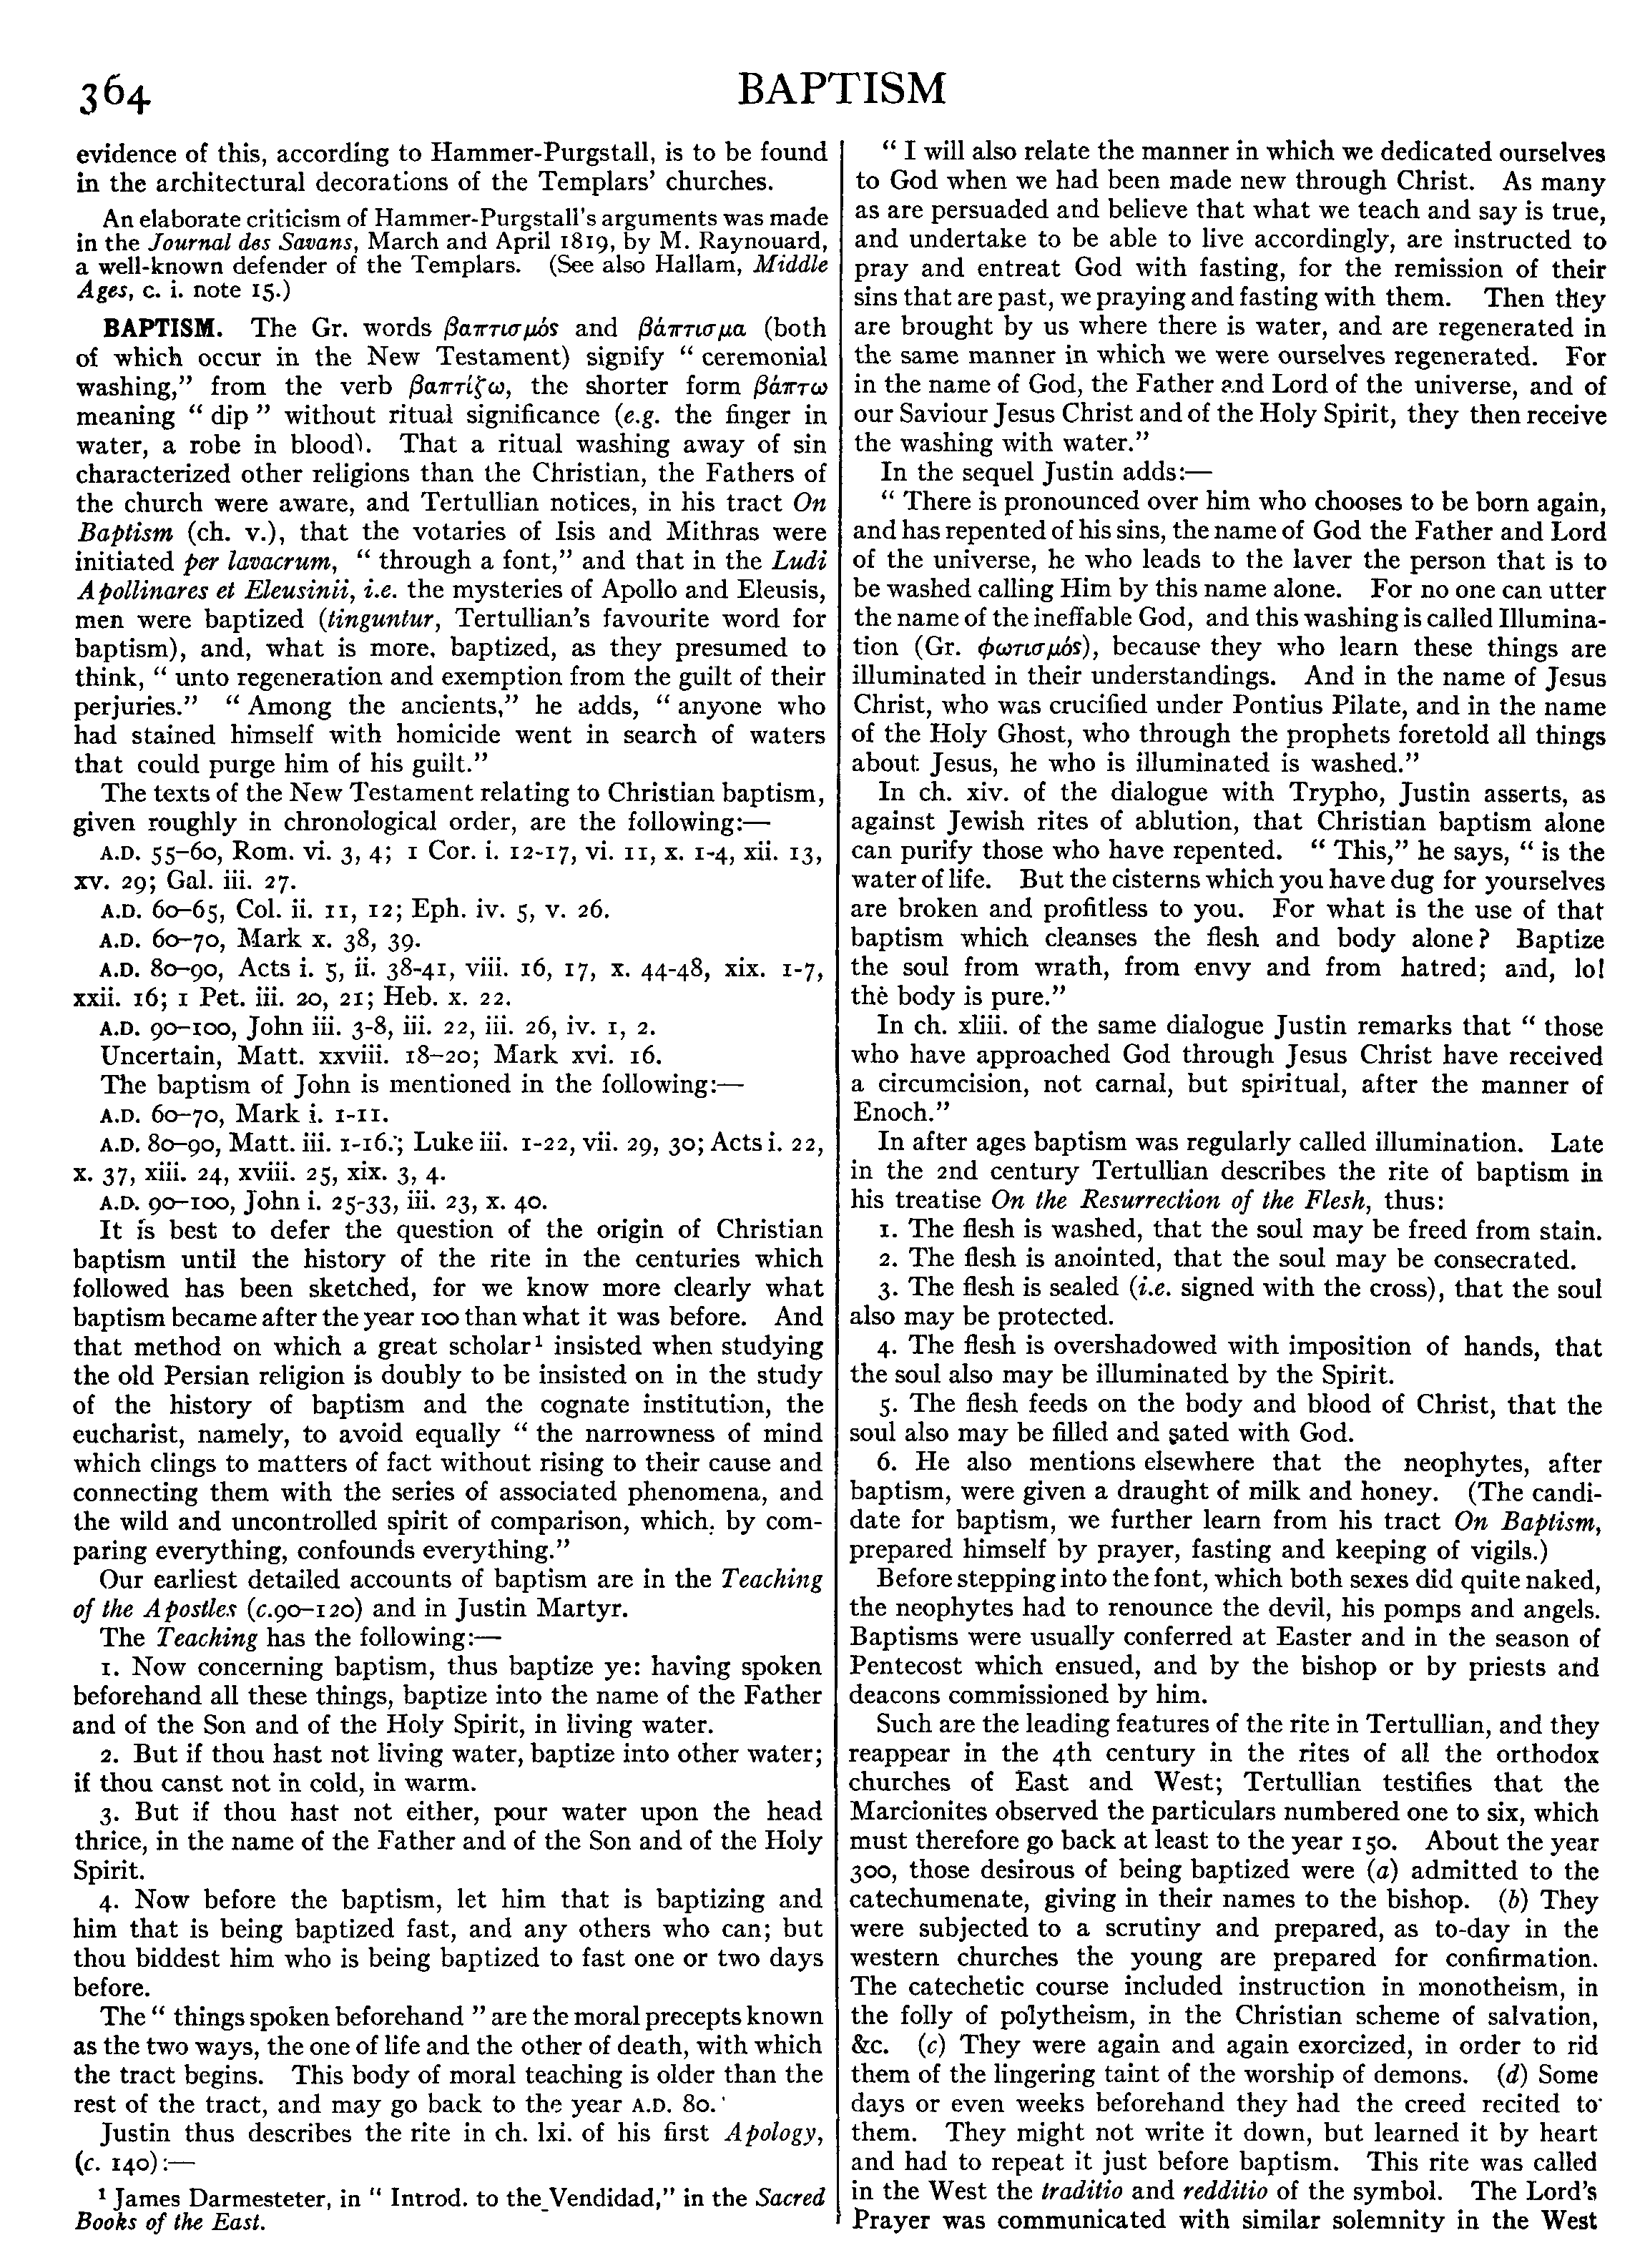 364
BAPTISM
evidence of this, according to Hammer-Purgstall, is to be found
in the architectural decorations of the Templars' churches.
An elaborate criticism of Hammer-Purgstall's arguments was made
in the Journal des Savans, March and April 1819, by M. Raynouard,
a well-known defender of the Templars. (See also Hallam, Middle
Ages, c. i. note 15.)
BAPTISM. The Gr. words βαπτισμός and βάπτισμα (both
of which occur in the New Testament) signify “ ceremonial
washing,” from the verb βαπτίζω, the shorter form βάπτω
meaning “ dip ” without ritual significance (e.g. the finger in
water, a robe in blood). That a ritual washing away of sin
characterized other religions than the Christian, the Fathers of
the church were aware, and Tertullian notices, in his tract On
Baptism (ch. v.), that the votaries of Isis and Mithras were
initiated per lavacrum, “ through a font,” and that in the Ludi
Apollinares et Eleusinii, i.e. the mysteries of Apollo and Eleusis,
men were baptized (tinguntur, Tertullian's favourite word for
baptism), and, what is more, baptized, as they presumed to
think, “ unto regeneration and exemption from the guilt of their
perjuries.” “ Among the ancients,” he adds, “ anyone who
had stained himself with homicide went in search of waters
that could purge him of his guilt.”
The texts of the New Testament relating to Christian baptism,
given roughly in chronological order, are the following:—
A.D. 55–60, Rom. vi. 3, 4; 1 Cor. i. 12-17, vi. 11, x. 1-4, xii. 13,
xv. 29; Gal. iii. 27.
A.D. 60–65, Col. ii. 11, 12; Eph. iv. 5, v. 26.
A.D. 60–70, Mark x. 38, 39.
A.D. 80–90, Acts i. 5, ii. 38-41, viii. 16, 17, x. 44-48, xix. 1-7,
xxii. 16; 1 Pet. iii. 20, 21; Heb. x. 22.
A.D. 90–100, John iii. 3-8, iii. 22, iii. 26, iv. 1, 2.
Uncertain, Matt. xxviii. 18–20; Mark xvi. 16.
The baptism of John is mentioned in the following:—
A.D. 60–70, Mark i. 1-11.
A.D. 80–90, Matt. iii. 1-16.; Luke iii. 1-22, vii. 29, 30; Acts i. 22,
x. 37, xiii. 24, xviii. 25, xix. 3, 4.
A.D. 90–100, John i. 25-33, iii. 23, x. 40.
It is best to defer the question of the origin of Christian
baptism until the history of the rite in the centuries which
followed has been sketched, for we know more clearly what
baptism became after the year 100 than what it was before. And
that method on which a great scholar¹ insisted when studying
the old Persian religion is doubly to be insisted on in the study
of the history of baptism and the cognate institution, the
eucharist, namely, to avoid equally “ the narrowness of mind
which clings to matters of fact without rising to their cause and
connecting them with the series of associated phenomena, and
the wild and uncontrolled spirit of comparison, which, by com-
paring everything, confounds everything.”
Our earliest detailed accounts of baptism are in the Teaching
of the Apostles (c.90–120) and in Justin Martyr.
The Teaching has the following:—
1. Now concerning baptism, thus baptize ye: having spoken
beforehand all these things, baptize into the name of the Father
and of the Son and of the Holy Spirit, in living water.
2. But if thou hast not living water, baptize into other water;
if thou canst not in cold, in warm.
3. But if thou hast not either, pour water upon the head
thrice, in the name of the Father and of the Son and of the Holy
Spirit.
4. Now before the baptism, let him that is baptizing and
him that is being baptized fast, and any others who can; but
thou biddest him who is being baptized to fast one or two days
before.
The “ things spoken beforehand ” are the moral precepts known
as the two ways, the one of life and the other of death, with which
the tract begins. This body of moral teaching is older than the
rest of the tract, and may go back to the year A.D. 80.
Justin thus describes the rite in ch. lxi. of his first Apology,
(c. 140):—
¹ James Darmesteter, in “ Introd. to the Vendidad,” in the Sacred
Books of the East.
“ I will also relate the manner in which we dedicated ourselves
to God when we had been made new through Christ. As many
as are persuaded and believe that what we teach and say is true,
and undertake to be able to live accordingly, are instructed to
pray and entreat God with fasting, for the remission of their
sins that are past, we praying and fasting with them. Then they
are brought by us where there is water, and are regenerated in
the same manner in which we were ourselves regenerated. For
in the name of God, the Father and Lord of the universe, and of
our Saviour Jesus Christ and of the Holy Spirit, they then receive
the washing with water.”
In the sequel Justin adds:—
“ There is pronounced over him who chooses to be born again,
and has repented of his sins, the name of God the Father and Lord
of the universe, he who leads to the laver the person that is to
be washed calling Him by this name alone. For no one can utter
the name of the ineffable God, and this washing is called Illumina-
tion (Gr. φωτισμός), because they who learn these things are
illuminated in their understandings. And in the name of Jesus
Christ, who was crucified under Pontius Pilate, and in the name
of the Holy Ghost, who through the prophets foretold all things
about Jesus, he who is illuminated is washed.”
In ch. xiv. of the dialogue with Trypho, Justin asserts, as
against Jewish rites of ablution, that Christian baptism alone
can purify those who have repented. “ This,” he says, “ is the
water of life. But the cisterns which you have dug for yourselves
are broken and profitless to you. For what is the use of that
baptism which cleanses the flesh and body alone? Baptize
the soul from wrath, from envy and from hatred; and, lo!
the body is pure.”
In ch. xliii. of the same dialogue Justin remarks that “ those
who have approached God through Jesus Christ have received
a circumcision, not carnal, but spiritual, after the manner of
Enoch.”
In after ages baptism was regularly called illumination. Late
in the 2nd century Tertullian describes the rite of baptism in
his treatise On the Resurrection of the Flesh, thus:
1. The flesh is washed, that the soul may be freed from stain.
2. The flesh is anointed, that the soul may be consecrated.
3. The flesh is sealed (i.e. signed with the cross), that the soul
also may be protected.
4. The flesh is overshadowed with imposition of hands, that
the soul also may be illuminated by the Spirit.
5. The flesh feeds on the body and blood of Christ, that the
soul also may be filled and sated with God.
6. He also mentions elsewhere that the neophytes, after
baptism, were given a draught of milk and honey. (The candi-
date for baptism, we further learn from his tract On Baptism,
prepared himself by prayer, fasting and keeping of vigils.)
Before stepping into the font, which both sexes did quite naked,
the neophytes had to renounce the devil, his pomps and angels.
Baptisms were usually conferred at Easter and in the season of
Pentecost which ensued, and by the bishop or by priests and
deacons commissioned by him.
Such are the leading features of the rite in Tertullian, and they
reappear in the 4th century in the rites of all the orthodox
churches of East and West; Tertullian testifies that the
Marcionites observed the particulars numbered one to six, which
must therefore go back at least to the year 150. About the year
300, those desirous of being baptized were (a) admitted to the
catechumenate, giving in their names to the bishop. (b) They
were subjected to a scrutiny and prepared, as to-day in the
western churches the young are prepared for confirmation.
The catechetic course included instruction in monotheism, in
the folly of polytheism, in the Christian scheme of salvation,
&c. (c) They were again and again exorcized, in order to rid
them of the lingering taint of the worship of demons. (d) Some
days or even weeks beforehand they had the creed recited to
them. They might not write it down, but learned it by heart
and had to repeat it just before baptism. This rite was called
in the West the traditio and redditio of the symbol. The Lord's
Prayer was communicated with similar solemnity in the West